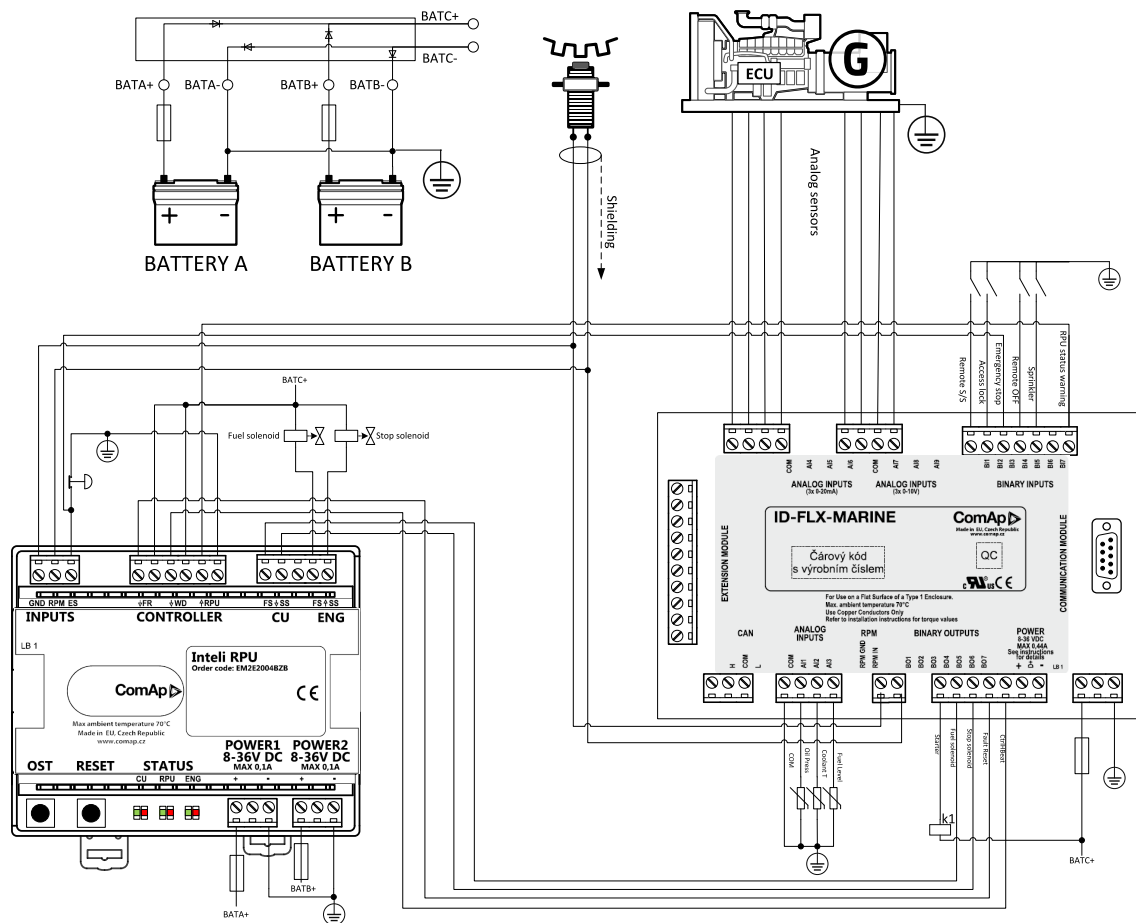 BATC+
BATC-
BATA+
BATA-
BATB+
BATB-
+
-
+
-
BATTERY A
BATTERY B
Shielding
ECU
G
Analog sensors
Remote S/S
Access lock
Emergency stop
Remote OFF
Sprinkler
RPU status warning
BATC+
Fuel solenoid
Stop solenoid
COM
AI4
AI5
AI6
COM
AI7
AI8
AI9
BI1
BI2
BI3
BI4
BI5
BI6
BI7
ANALOG INPUTS
(3x 0-20mA)
ANALOG INPUTS
(3x 0-10V)
BINARY INPUTS
ID-FLX-MARINE
ComAp
Made in EU, Czech Republic
www.comap.cz
Čárový kód
s výrobním číslem
QC
C RU US CE
EXTENSION MODULE
COMMUNICATION MODULE
For Use on a Flat Surface of a Type 1 Enclosure.
Max. ambient temperature 70°C
Use Copper Conductors Only
Refer to installation instructions for torque values
CAN
ANALOG
INPUTS
RPM
BINARY OUTPUTS
POWER
8-36 VDC
MAX 0,44A
See instructions
for details
H
COM
L
COM
AI1
AI2
AI3
RPM GND
RPM IN
BO1
BO2
BO3
BO4
BO5
BO6
BO7
+
D+
-
LB 1
COM
Oil Press
Coolant T
Fuel Level
Starter
Fuel solenoid
Stop solenoid
Fault Reset
CtrlHBeat
k1
BATC+
GND RPM ES
FR
WD
RPU
FS SS
FS SS
INPUTS
CONTROLLER
CU
ENG
LB 1
Inteli RPU
Order code: EM2E2004BZB
CE
ComAp
Max ambient temperature 70°C
Made in EU, Czech Republic
www.comap.cz
POWER1
8-36V DC
MAX 0,1A
POWER2
8-36V DC
MAX 0,1A
OST
RESET
STATUS
CU
RPU
ENG
+
-
+
-
BATA+
BATB+